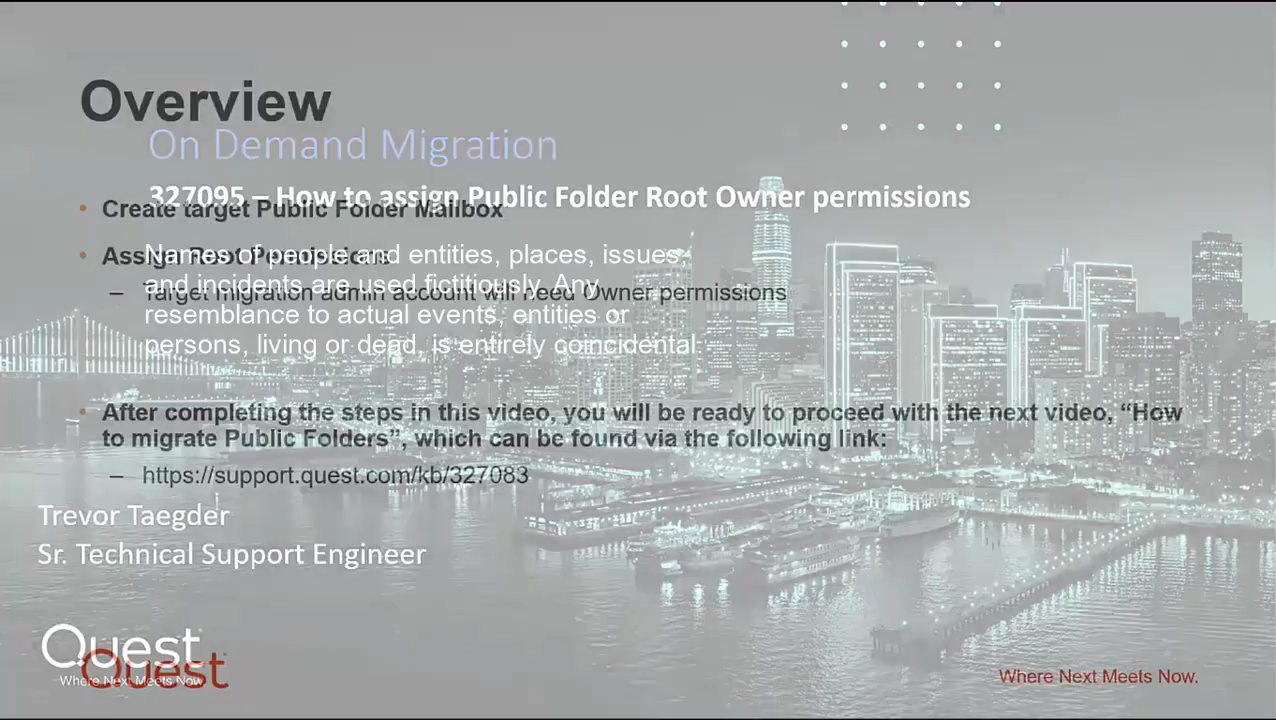 Overview
On Demand Migration
327095 – How to assign Public Folder Root Owner permissions
• Create target Public Folder Mailbox
• Assign Root Permissions
Names of people and entities, places, issues,
and incidents are used fictitiously. Any
– Target migration admin account will need Owner permissions
resemblance to actual events, entities or
persons, living or dead, is entirely coincidental.
• After completing the steps in this video, you will be ready to proceed with the next video, “How
to migrate Public Folders”, which can be found via the following link:
– https://support.quest.com/kb/327083
Trevor Taegder
Sr. Technical Support Engineer
Quest
Where Next Meets Now.
Quest
Where Next Meets Now.